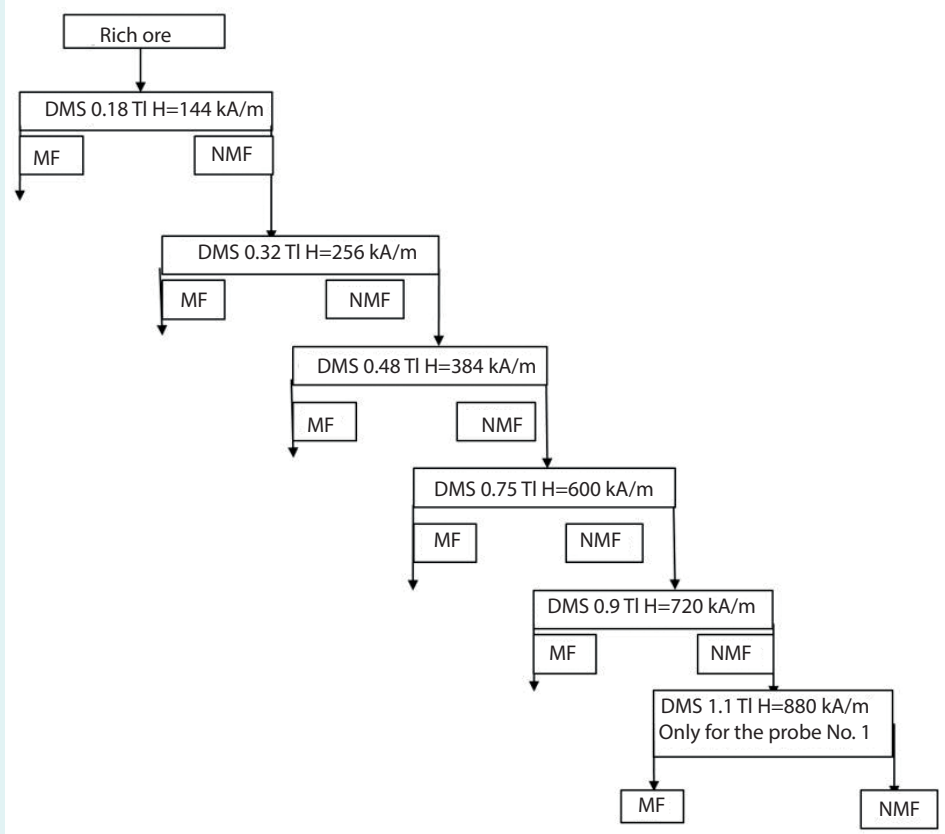 Rich ore
DMS 0.18 Tl H=144 kA/m
MF
NMF
DMS 0.32 Tl H=256 kA/m
MF
NMF
DMS 0.48 Tl H=384 kA/m
MF
NMF
DMS 0.75 Tl H=600 kA/m
MF
NMF
DMS 0.9 Tl H=720 kA/m
MF
NMF
DMS 1.1 Tl H=880 kA/m
Only for the probe No. 1
MF
NMF